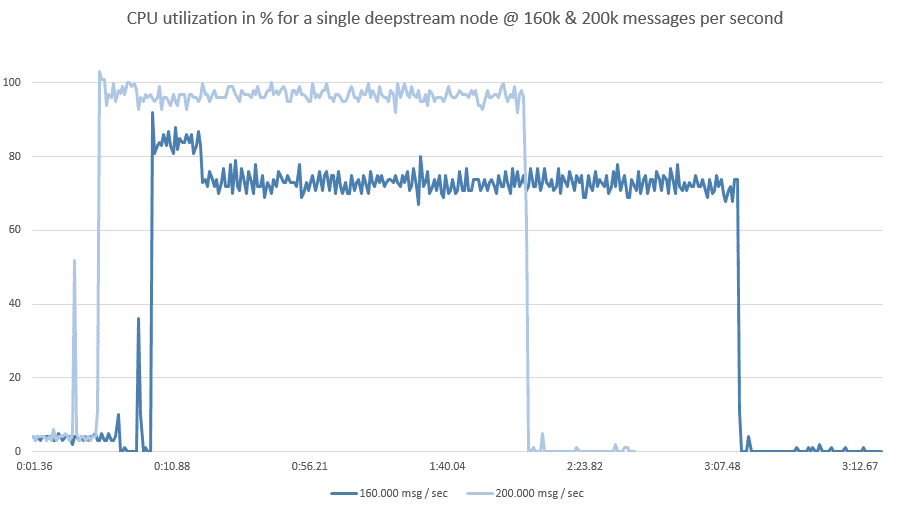 CPU utilization in % for a single deepstream node @ 160k & 200k messages per second
100
80
60
40
20
0
0:01.36 0:10.88 0:56.21 1:40.04 2:23.82 3:07.48 3:12.67
160.000 msg / sec 200.000 msg / sec